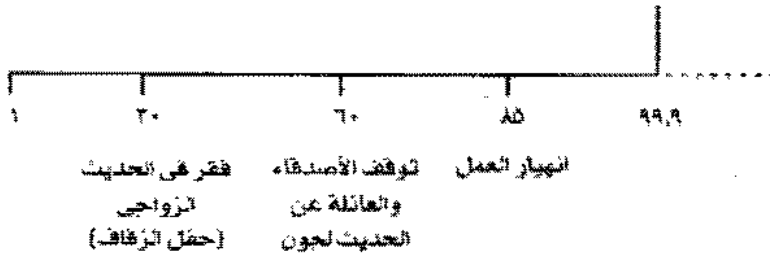 ١ ٣٠ ٦٠ ٨٥ ٩٩,٩
فقر فى الحديث
الزواجي
(حفل الزفاف)
توقف الأصدقاء
والعائلة عن
الحديث لجون
انهيار العمل